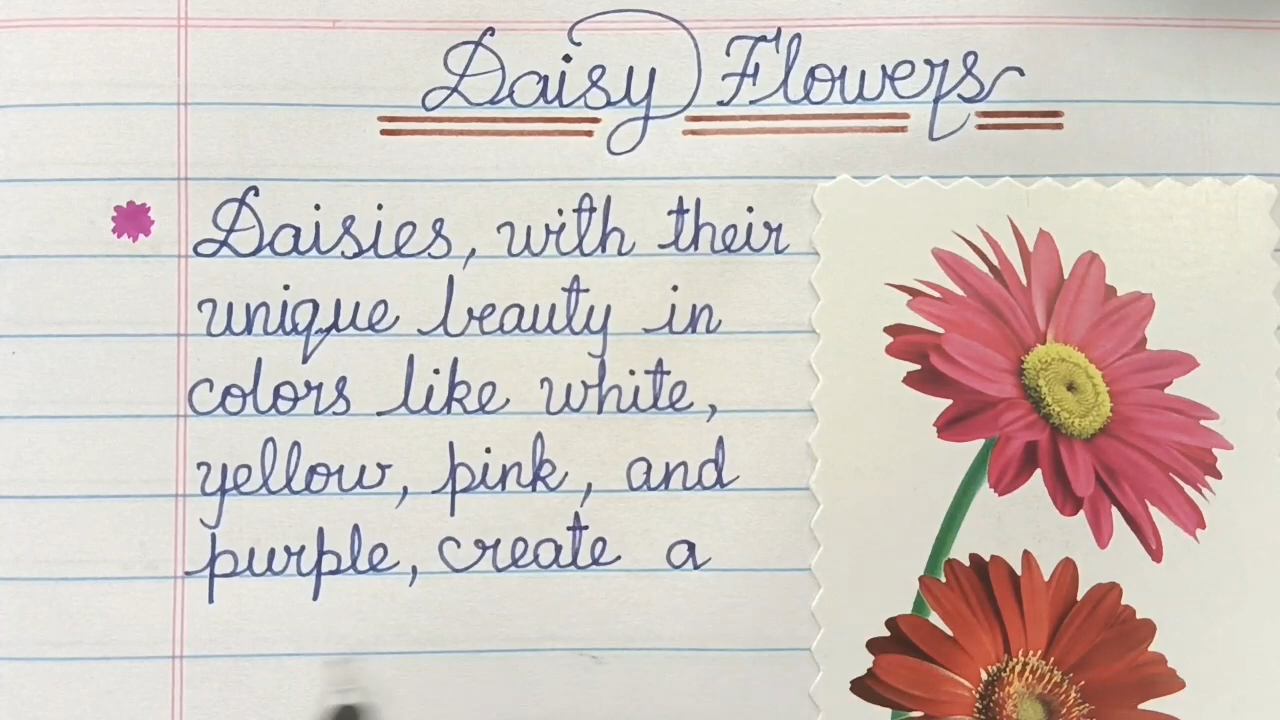 Daisy Flowers
Daisies, with their
unique beauty in
colors like white,
yellow, pink, and
purple, create a